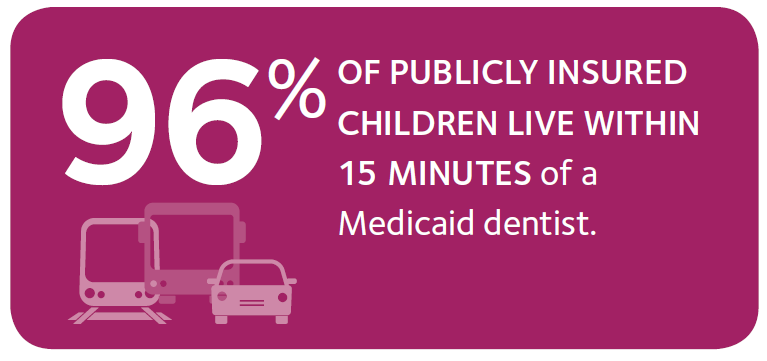 96% OF PUBLICLY INSURED
CHILDREN LIVE WITHIN
15 MINUTES of a
Medicaid dentist.